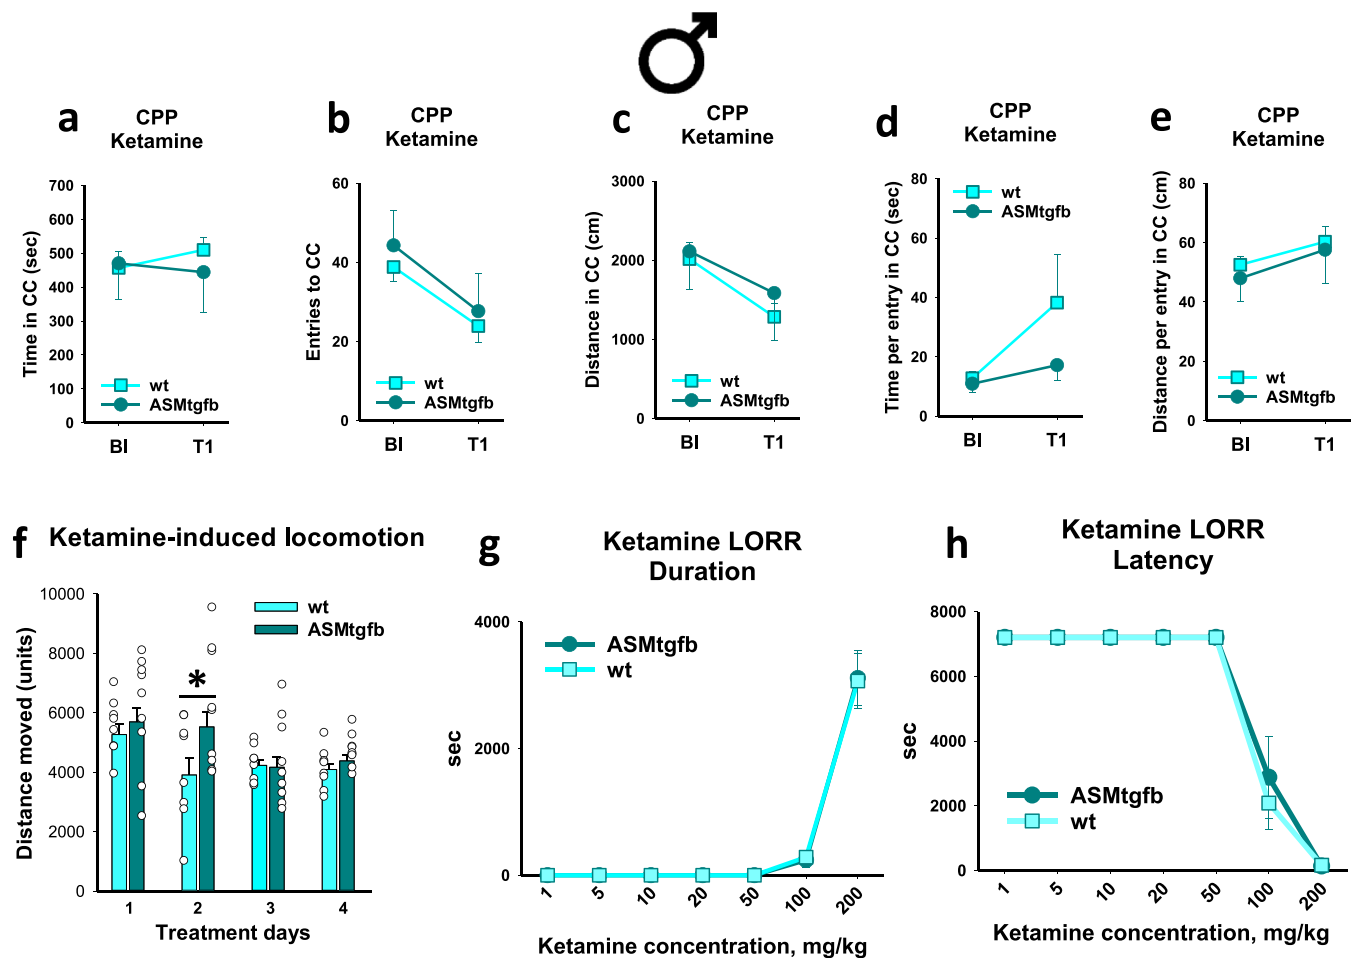 a
CPP
Ketamine
Time in CC (sec)
700
600
500
400
300
200
100
0
wt
ASMtgfb
BI T1
b
CPP
Ketamine
Entries to CC
60
40
20
0
wt
ASMtgfb
BI T1
c
CPP
Ketamine
Distance in CC (cm)
3000
2000
1000
0
wt
ASMtgfb
BI T1
d
CPP
Ketamine
Time per entry in CC (sec)
80
60
40
20
0
wt
ASMtgfb
BI T1
e
CPP
Ketamine
Distance per entry in CC (cm)
80
60
40
20
0
wt
ASMtgfb
BI T1
f
Ketamine-induced locomotion
Distance moved (units)
10000
8000
6000
4000
2000
0
wt
ASMtgfb
*
1 2 3 4
Treatment days
g
Ketamine LORR
Duration
sec
4000
2000
0
ASMtgfb
wt
1 5 10 20 50 100 200
Ketamine concentration, mg/kg
h
Ketamine LORR
Latency
sec
8000
6000
4000
2000
0
ASMtgfb
wt
1 5 10 20 50 100 200
Ketamine concentration, mg/kg